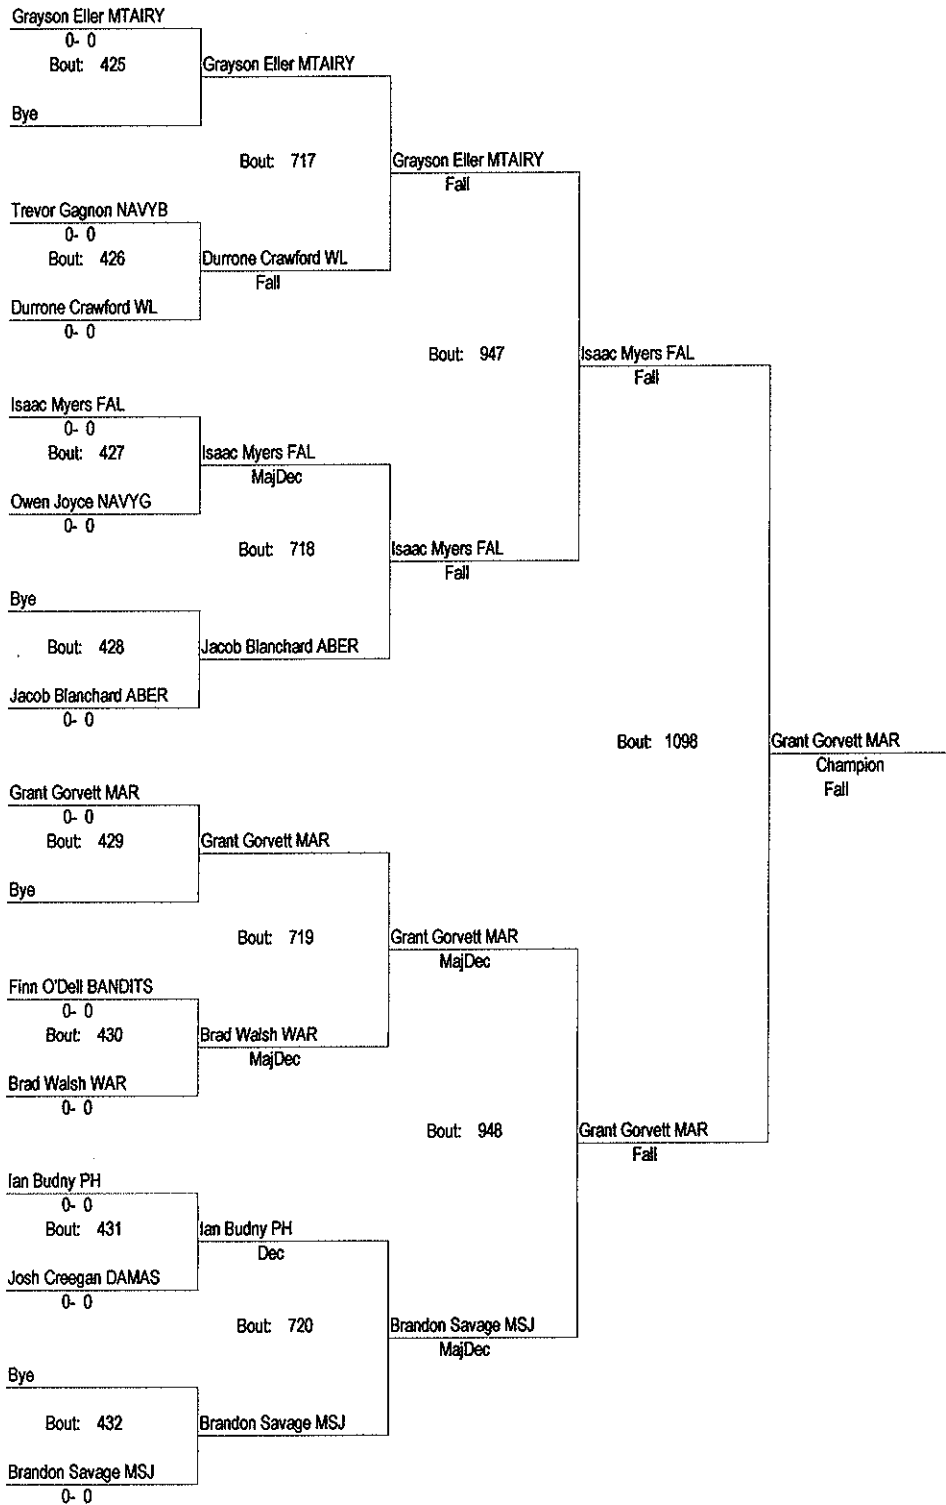 Grayson Eller MTAIRY
0- 0
Bout: 425
Grayson Eller MTAIRY
Bye
Bout: 717
Grayson Eller MTAIRY
Fall
Trevor Gagnon NAVYB
0- 0
Bout: 426
Durrone Crawford WL
Fall
Durrone Crawford WL
0- 0
Bout: 947
Isaac Myers FAL
Fall
Isaac Myers FAL
0- 0
Bout: 427
Isaac Myers FAL
MajDec
Owen Joyce NAVYG
0- 0
Bout: 718
Isaac Myers FAL
Fall
Bye
Bout: 428
Jacob Blanchard ABER
Jacob Blanchard ABER
0- 0
Bout: 1098
Grant Gorvett MAR
Champion
Fall
Grant Gorvett MAR
0- 0
Bout: 429
Grant Gorvett MAR
Bye
Bout: 719
Grant Gorvett MAR
MajDec
Finn O'Dell BANDITS
0- 0
Bout: 430
Brad Walsh WAR
MajDec
Brad Walsh WAR
0- 0
Bout: 948
Grant Gorvett MAR
Fall
Ian Budny PH
0- 0
Bout: 431
Ian Budny PH
Dec
Josh Creegan DAMAS
0- 0
Bout: 720
Brandon Savage MSJ
MajDec
Bye
Bout: 432
Brandon Savage MSJ
Brandon Savage MSJ
0- 0